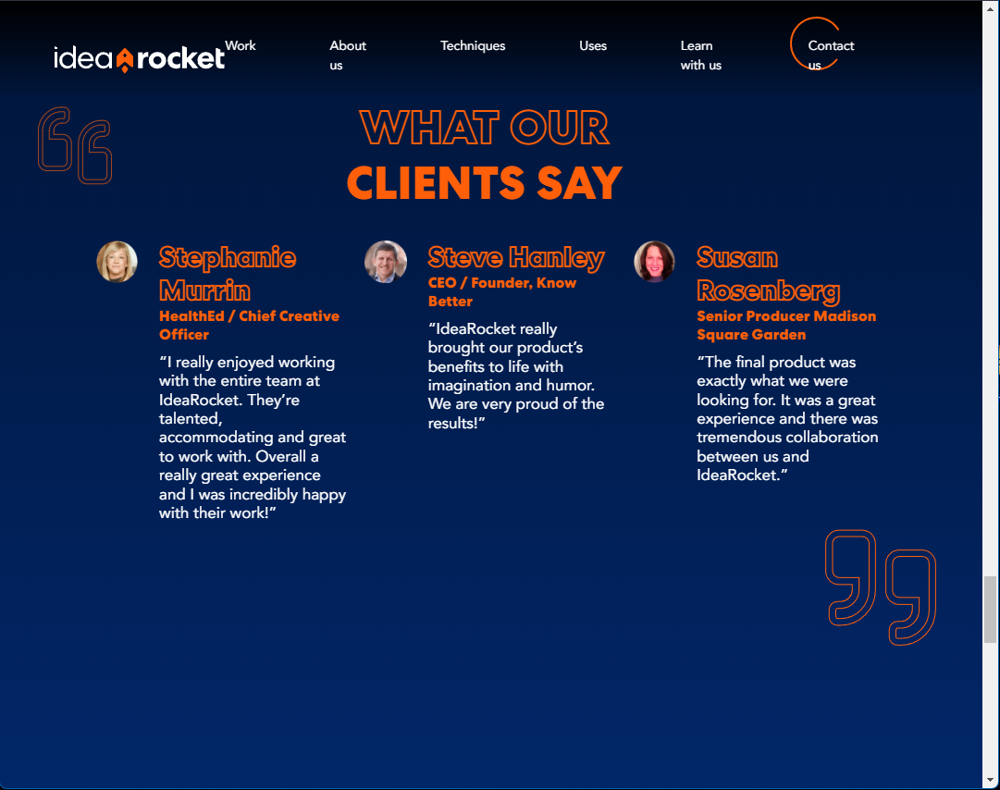 idea rocket
Work
About
us
Techniques
Uses
Learn
with us
Contact
us
WHAT OUR
CLIENTS SAY
Stephanie
Murrin
HealthEd / Chief Creative
Officer
“I really enjoyed working
with the entire team at
IdeaRocket. They’re
talented,
accommodating and great
to work with. Overall a
really great experience
and I was incredibly happy
with their work!”
Steve Hanley
CEO / Founder, Know
Better
“IdeaRocket really
brought our product’s
benefits to life with
imagination and humor.
We are very proud of the
results!”
Susan
Rosenberg
Senior Producer Madison
Square Garden
“The final product was
exactly what we were
looking for. It was a great
experience and there was
tremendous collaboration
between us and
IdeaRocket.”